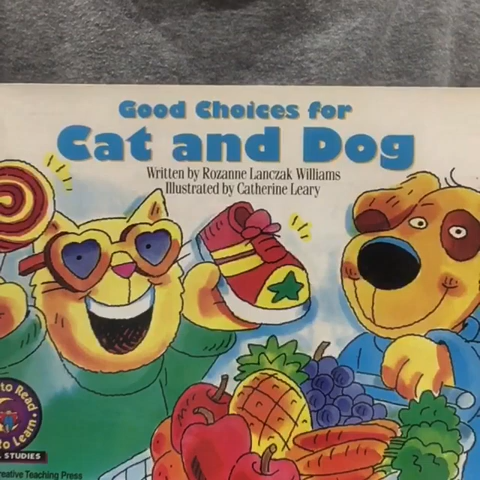 Good Choices for
Cat and Dog
Written by Rozanne Lanczak Williams
Illustrated by Catherine Leary
to Read
to Learn
STUDIES
Creative Teaching Press